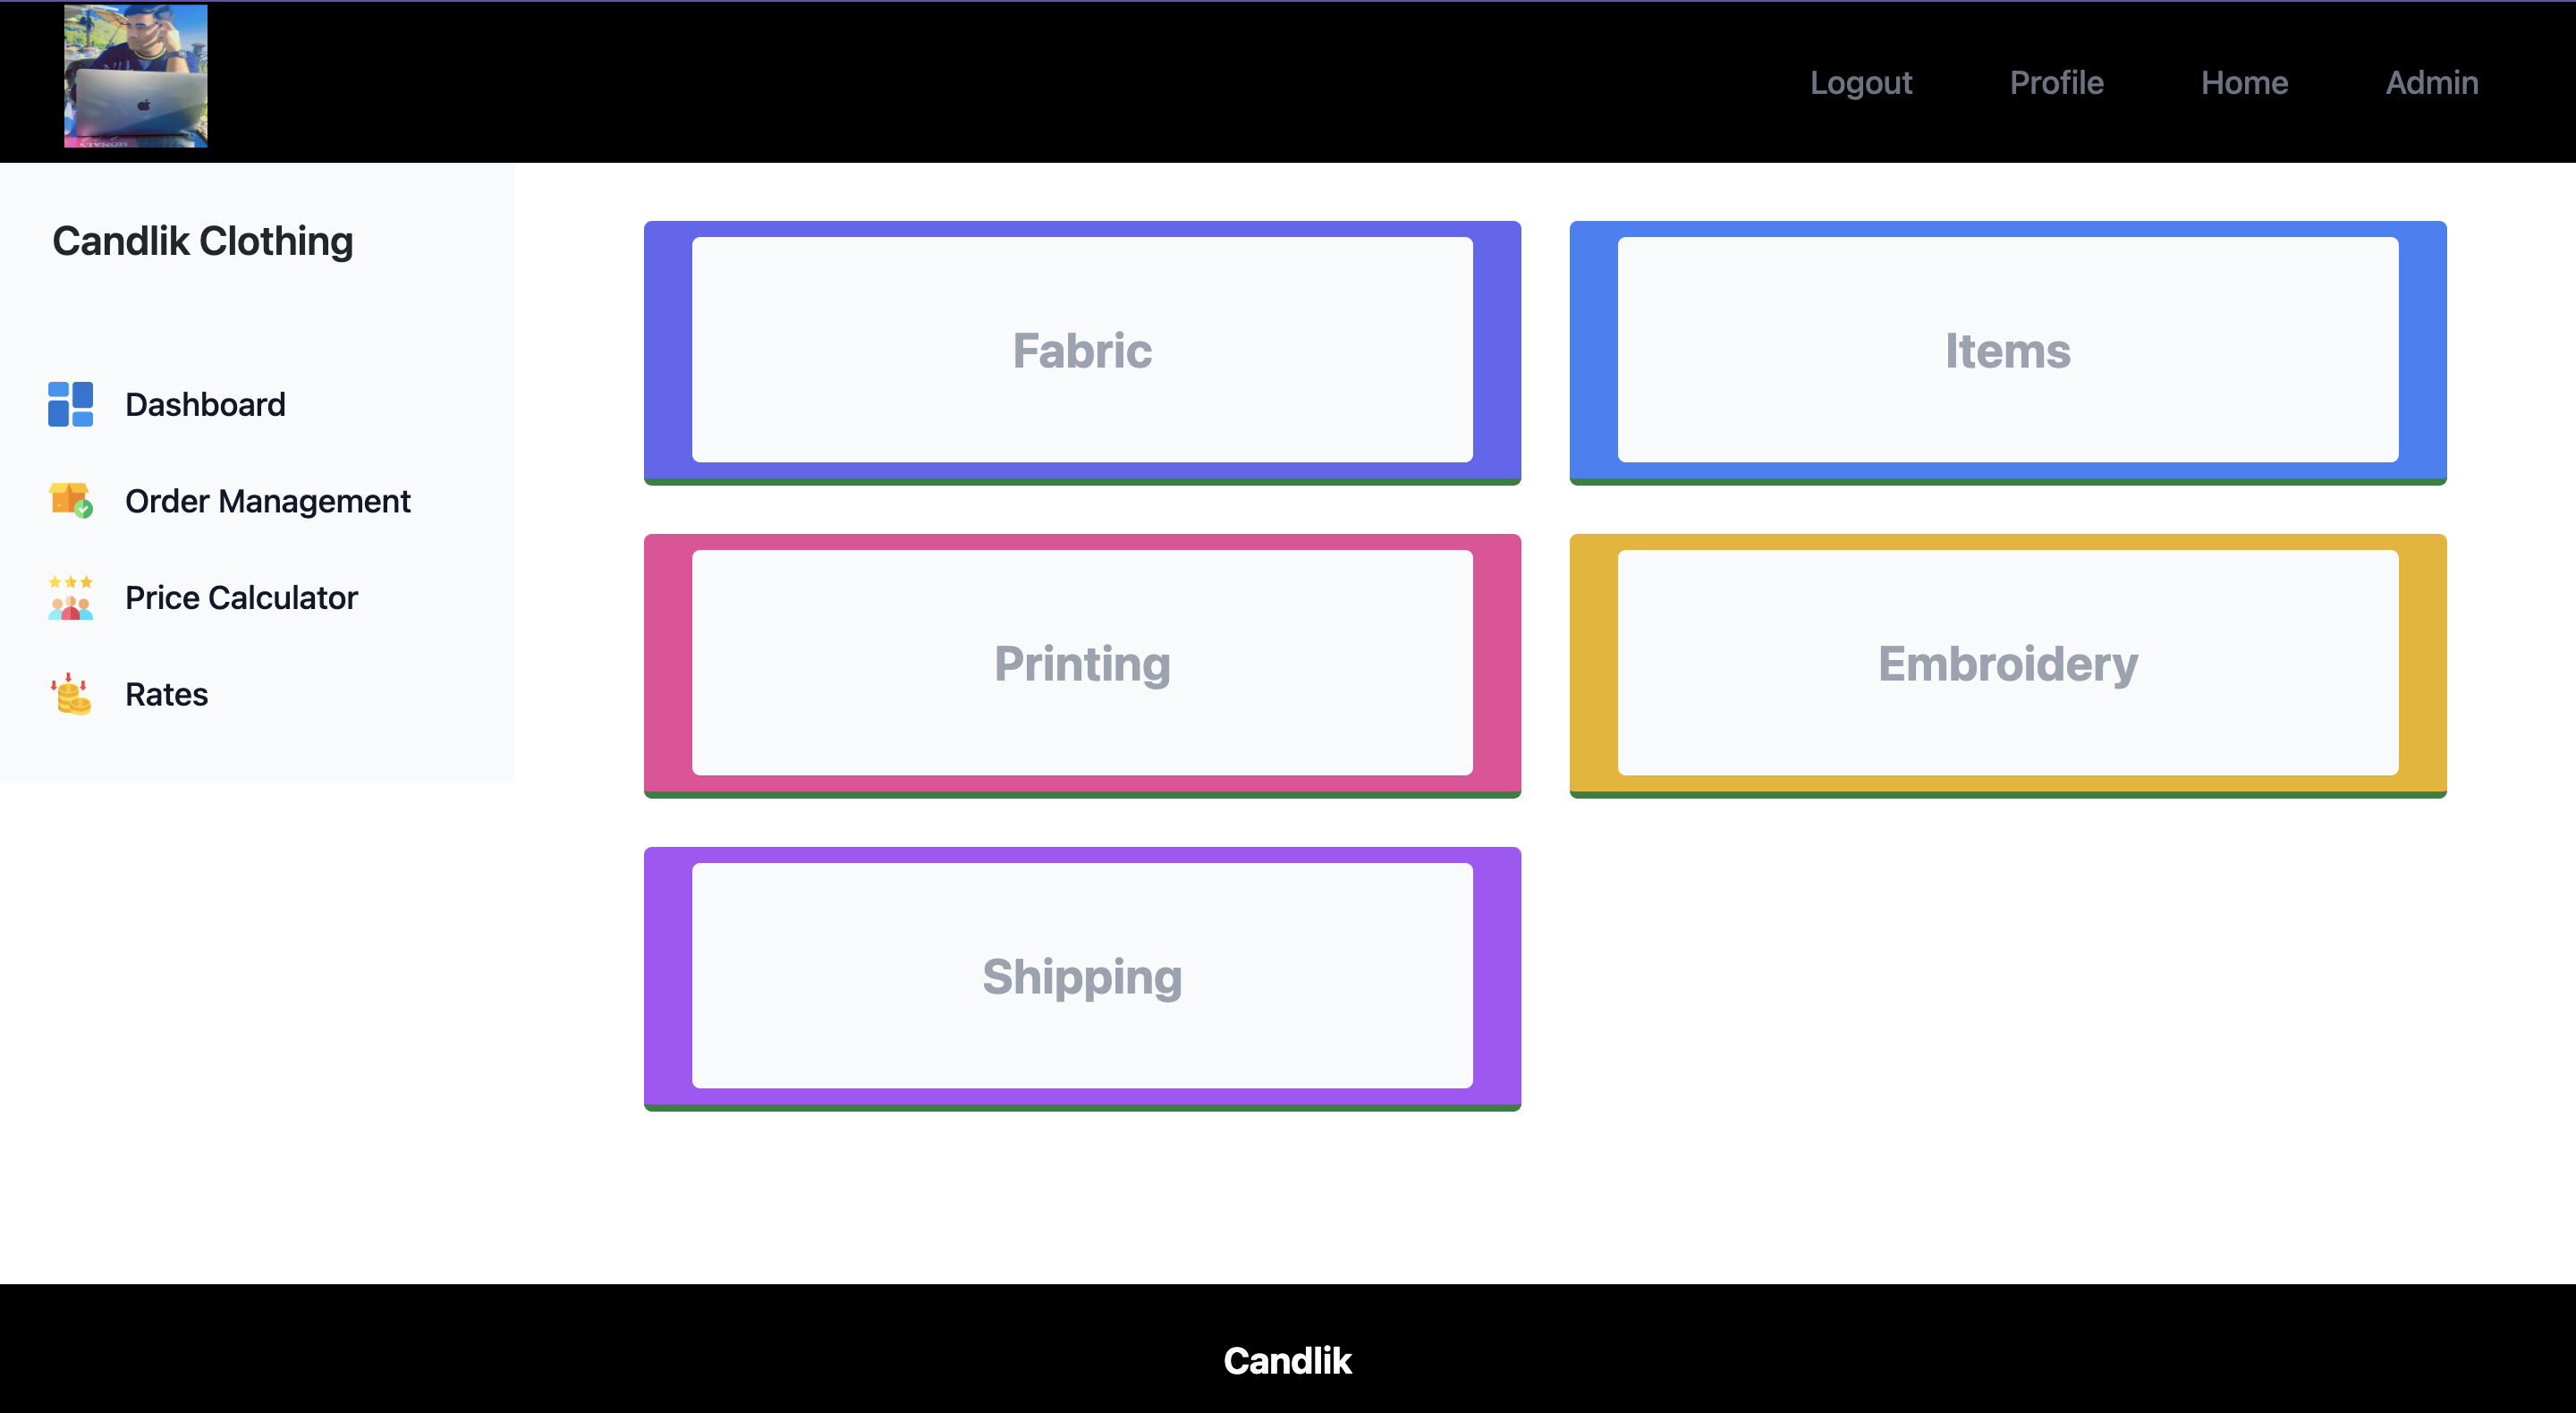 Logout Profile Home Admin
Candlik Clothing
Dashboard
Order Management
Price Calculator
Rates
Fabric
Items
Printing
Embroidery
Shipping
Candlik